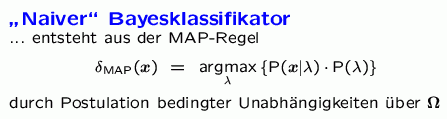 „Naiver“ Bayesklassifikator
... entsteht aus der MAP-Regel
δ_MAP(x) = argmax_λ {P(x|λ) · P(λ)}
durch Postulation bedingter Unabhängigkeiten über Ω